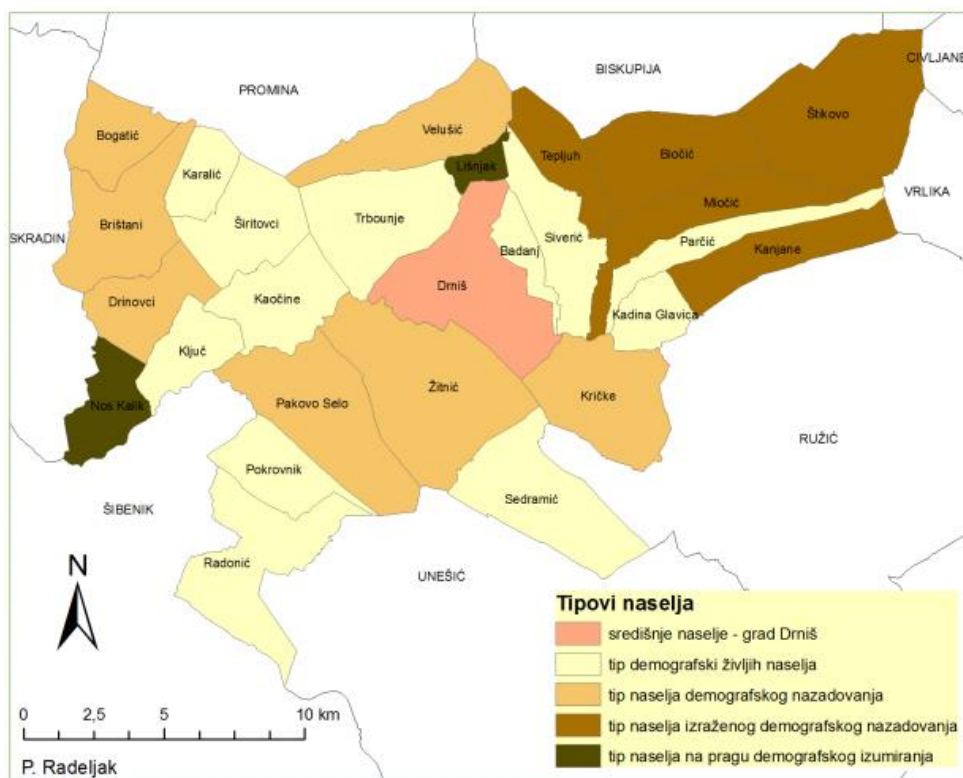 CIVLJANE
BISKUPIJA
PROMINA
Štikovo
Bogatić
Velušić
Tepljuh
Biočić
Lišnjak
Karalić
VRLIKA
Miočić
Brištani
Širitovci
Trbounje
Siverić
Parčić
SKRADIN
Badanj
Kanjane
Drniš
Drinovci
Kaočine
Kadina Glavica
Ključ
Žitnić
Kričke
Nos Kalik
Pakovo Selo
RUŽIĆ
Pokrovnik
Sedramić
ŠIBENIK
Radonić
N
UNEŠIĆ
Tipovi naselja
središnje naselje - grad Drniš
tip demografski življih naselja
tip naselja demografskog nazadovanja
tip naselja izraženog demografskog nazadovanja
tip naselja na pragu demografskog izumiranja
0 2,5 5 10 km
P. Radeljak